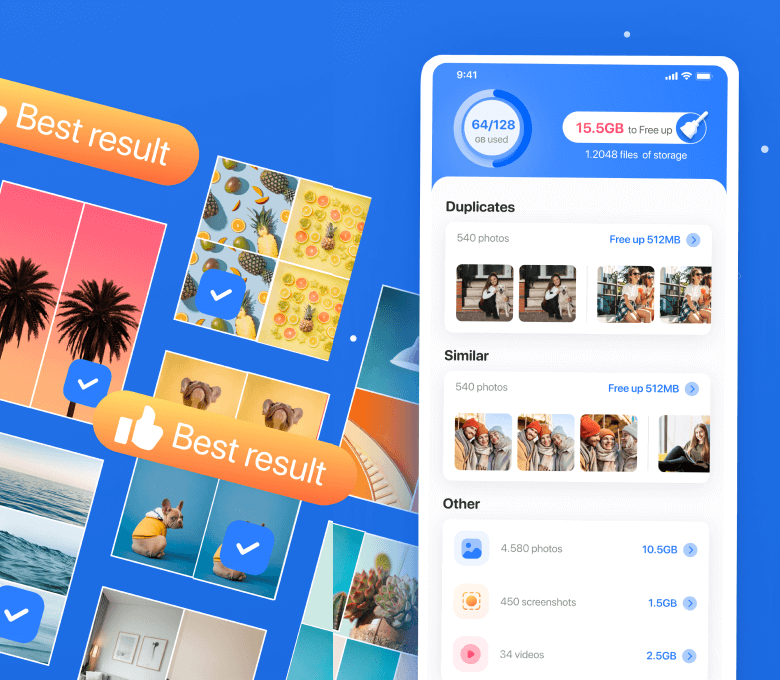 Best result
Best result
9:41
64/128
GB used
15.5GB to Free up
1.2048 files of storage
Duplicates
540 photos
Free up 512MB
Similar
540 photos
Free up 512MB
Other
4.580 photos
10.5GB
450 screenshots
1.5GB
34 videos
2.5GB